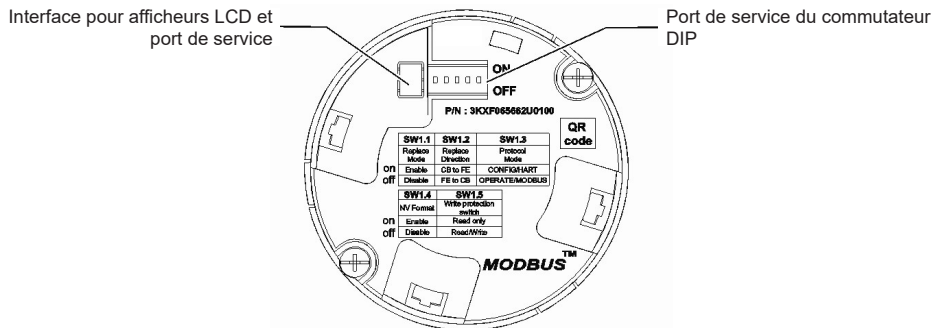 Interface pour afficheurs LCD et
port de service
Port de service du commutateur
DIP
ON
OFF
P/N : 3KXF065662U0100
QR
code
SW1.1 SW1.2 SW1.3
Replace Mode Replace Direction Protocol Mode
on Enable CB to FE CONFIG/HART
off Disable FE to CB OPERATE/MODBUS
SW1.4 SW1.5
NV Format Write protection switch
on Enable Read only
off Disable Read/Write
MODBUS™